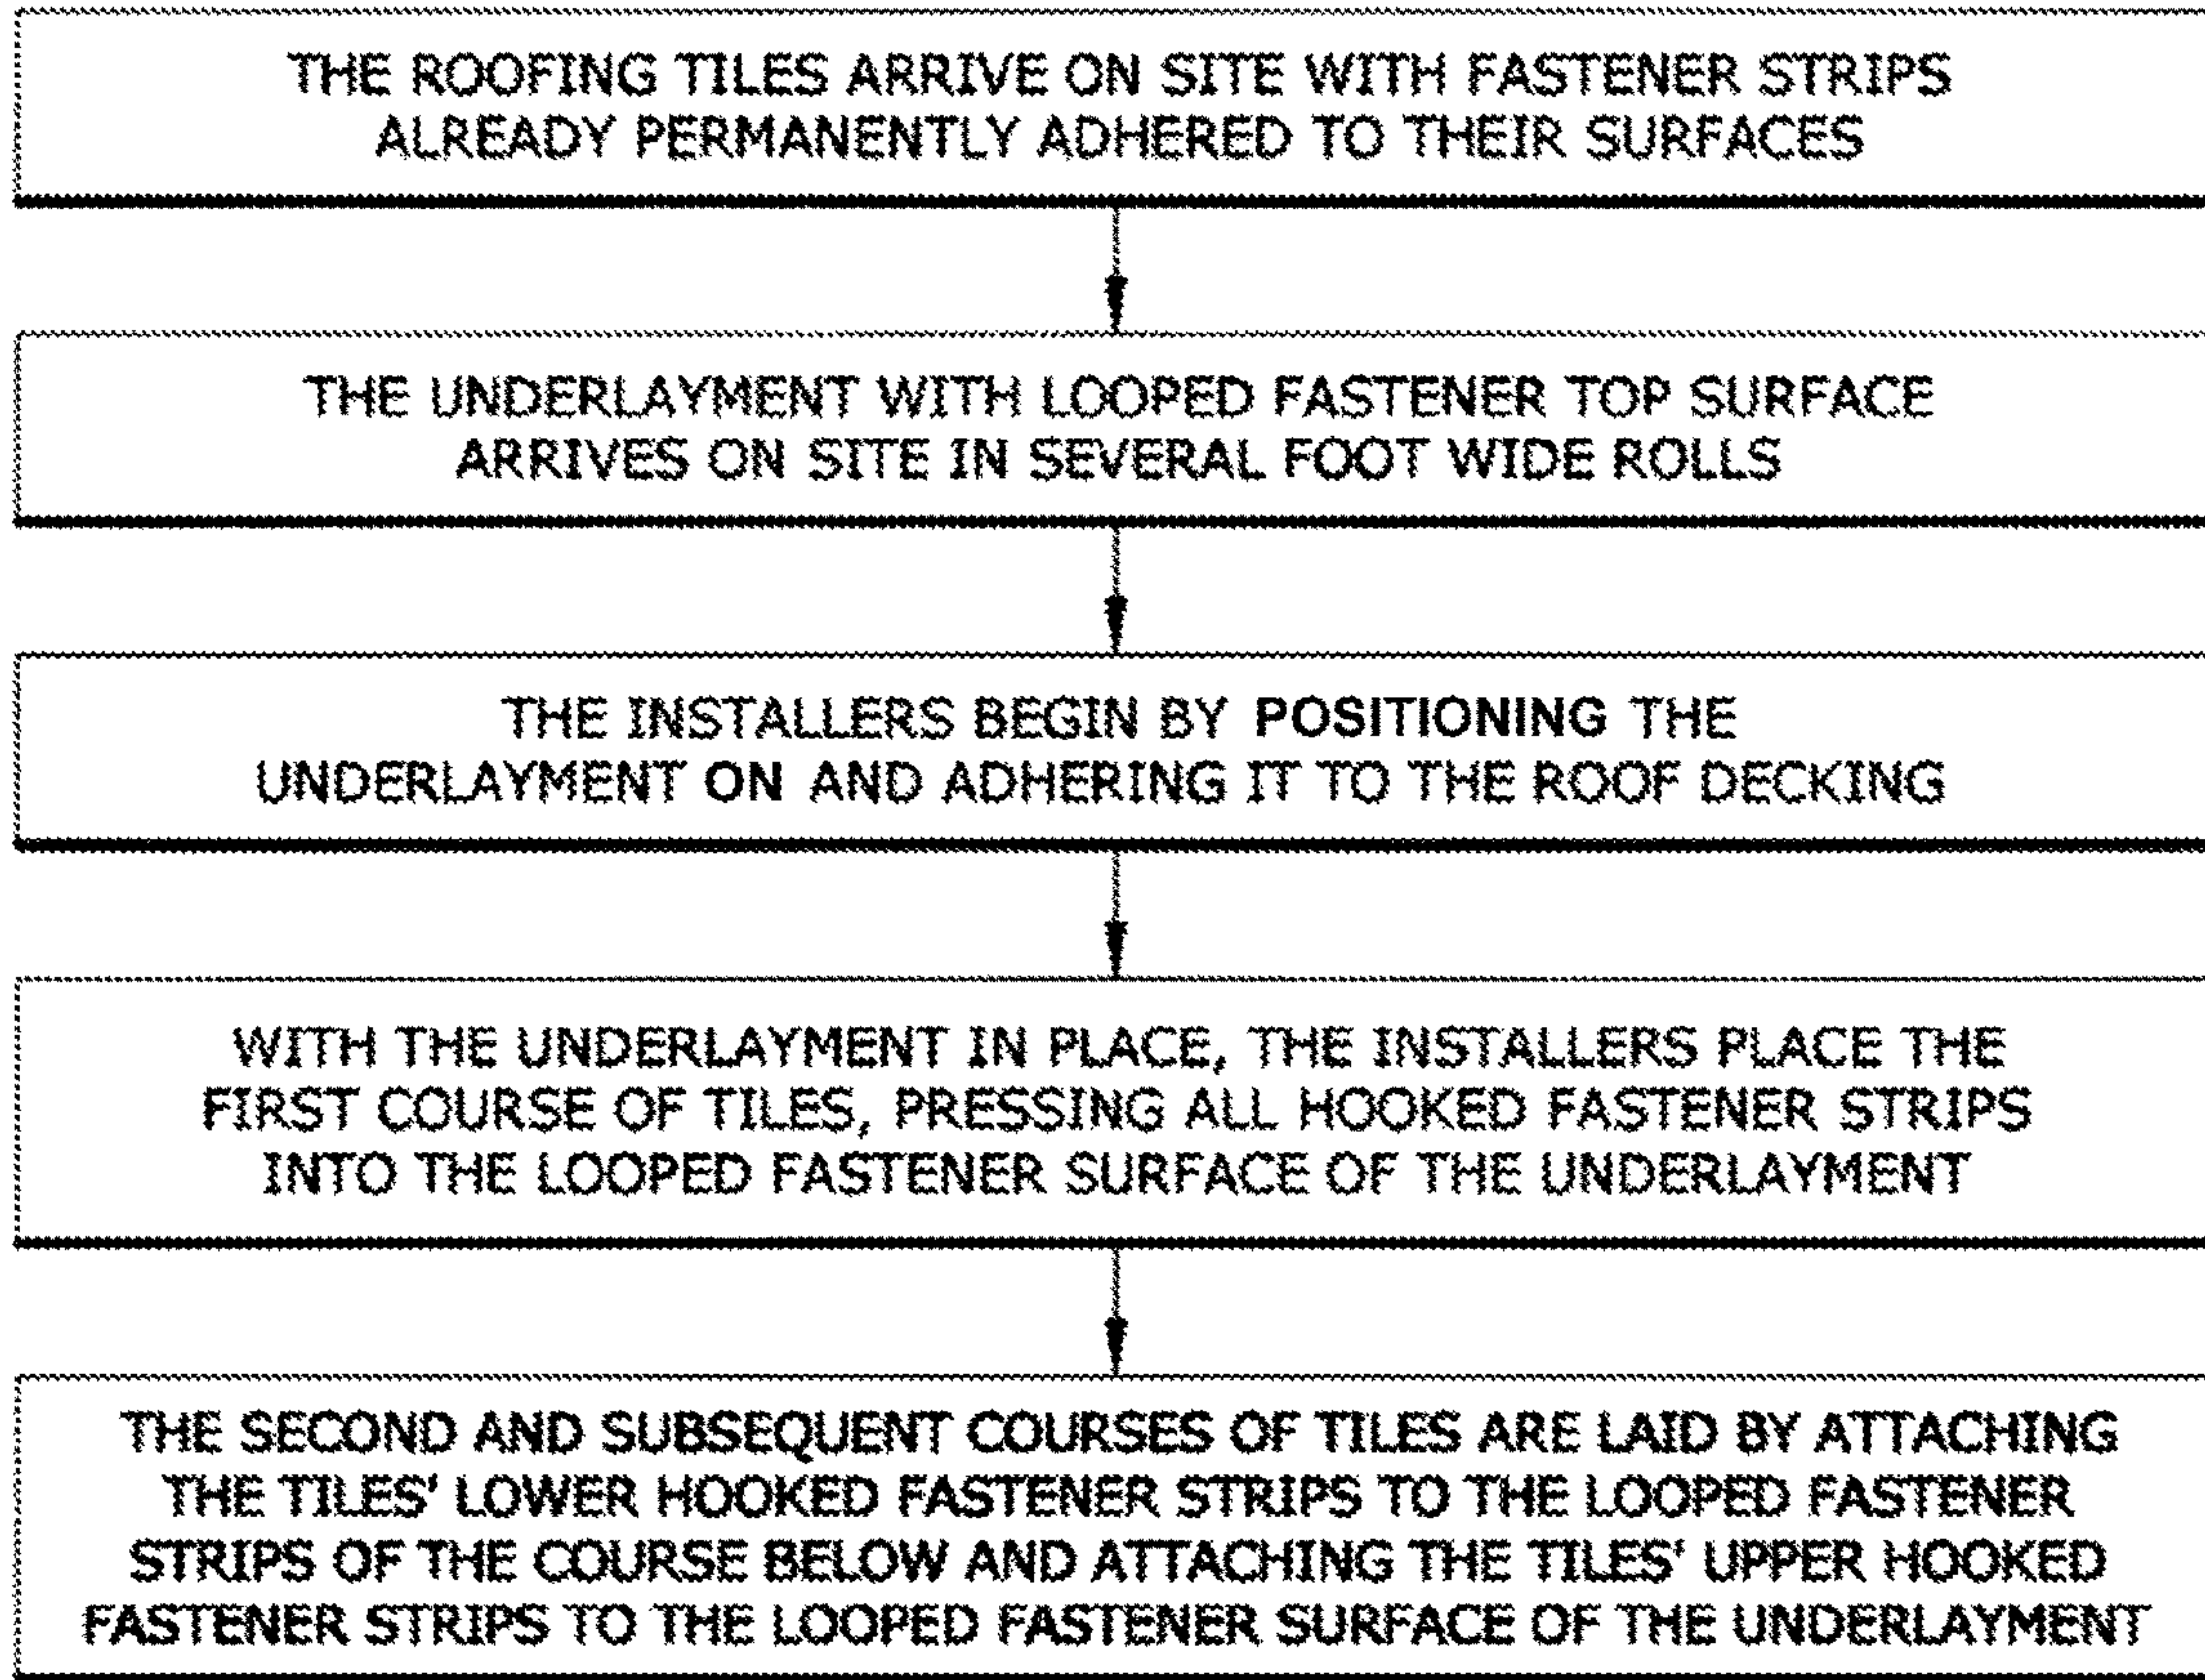 THE ROOFING TILES ARRIVE ON SITE WITH FASTENER STRIPS
ALREADY PERMANENTLY ADHERED TO THEIR SURFACES
THE UNDERLAYMENT WITH LOOPED FASTENER TOP SURFACE
ARRIVES ON SITE IN SEVERAL FOOT WIDE ROLLS
THE INSTALLERS BEGIN BY POSITIONING THE
UNDERLAYMENT ON AND ADHERING IT TO THE ROOF DECKING
WITH THE UNDERLAYMENT IN PLACE, THE INSTALLERS PLACE THE
FIRST COURSE OF TILES, PRESSING ALL HOOKED FASTENER STRIPS
INTO THE LOOPED FASTENER SURFACE OF THE UNDERLAYMENT
THE SECOND AND SUBSEQUENT COURSES OF TILES ARE LAID BY ATTACHING
THE TILES' LOWER HOOKED FASTENER STRIPS TO THE LOOPED FASTENER
STRIPS OF THE COURSE BELOW AND ATTACHING THE TILES' UPPER HOOKED
FASTENER STRIPS TO THE LOOPED FASTENER SURFACE OF THE UNDERLAYMENT